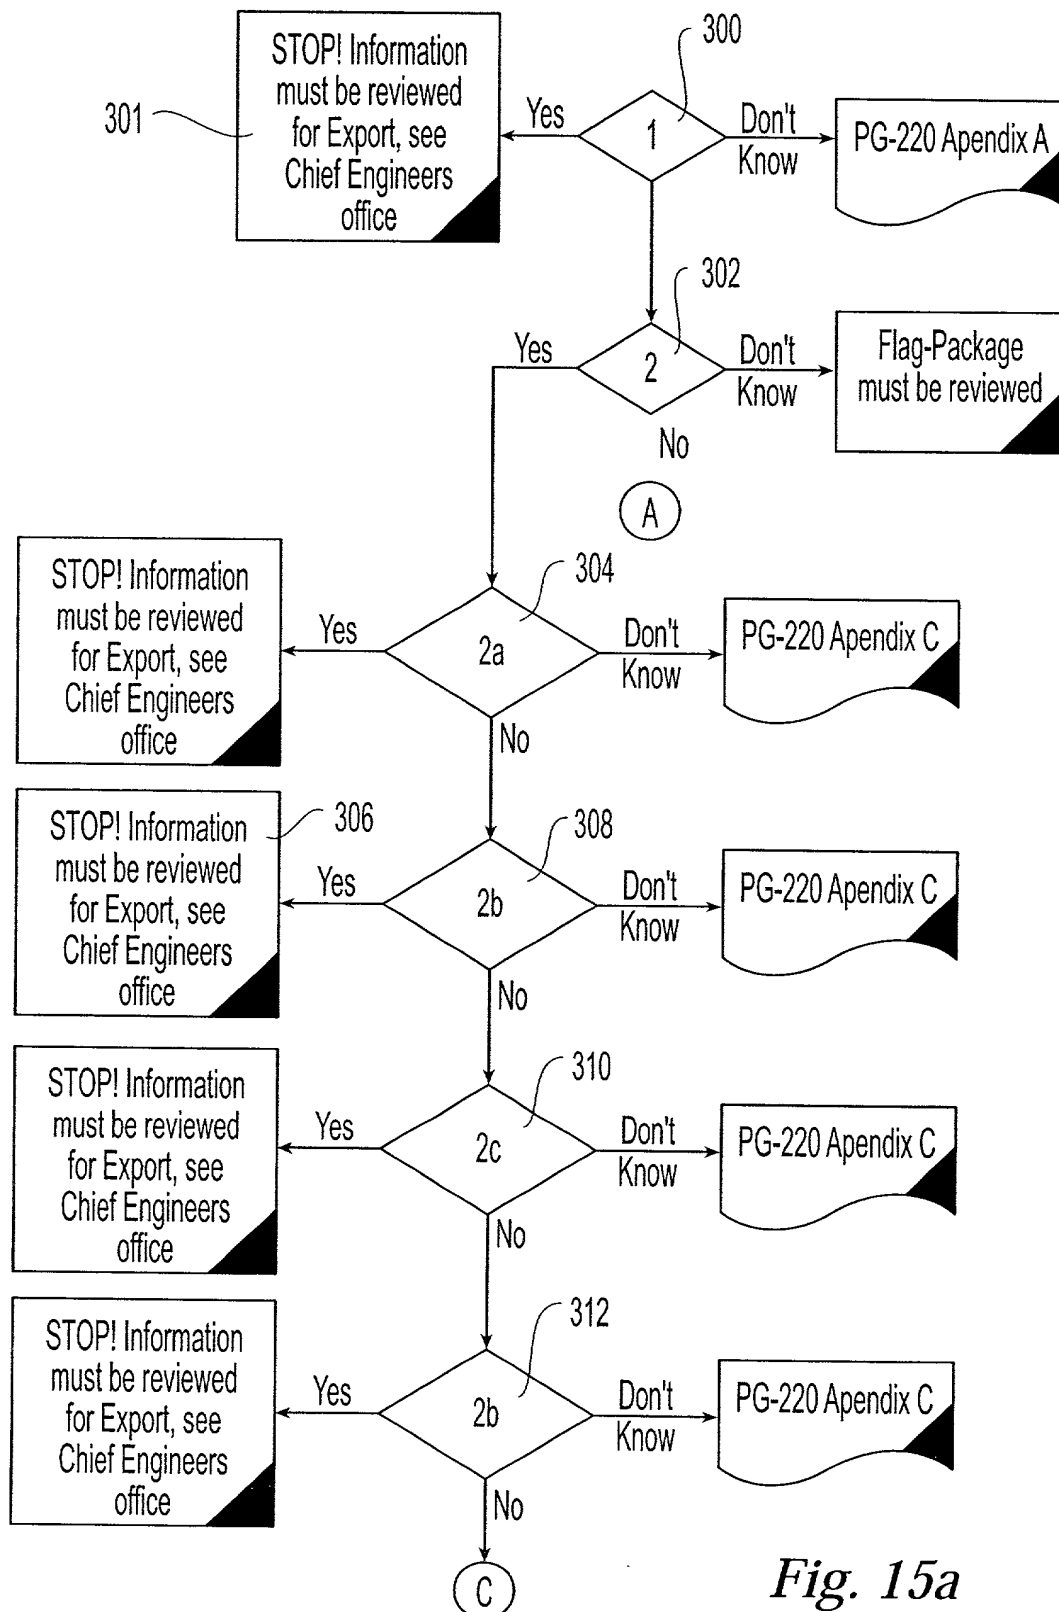 300
STOP! Information
must be reviewed
for Export, see
Chief Engineers
office
301
Yes
1
Don't
Know
PG-220 Apendix A
302
Yes
2
Don't
Know
Flag-Package
must be reviewed
No
A
STOP! Information
must be reviewed
for Export, see
Chief Engineers
office
304
Yes
2a
Don't
Know
PG-220 Apendix C
No
STOP! Information
must be reviewed
for Export, see
Chief Engineers
office
306
308
Yes
2b
Don't
Know
PG-220 Apendix C
No
STOP! Information
must be reviewed
for Export, see
Chief Engineers
office
310
Yes
2c
Don't
Know
PG-220 Apendix C
No
STOP! Information
must be reviewed
for Export, see
Chief Engineers
office
312
Yes
2b
Don't
Know
PG-220 Apendix C
No
C
Fig. 15a